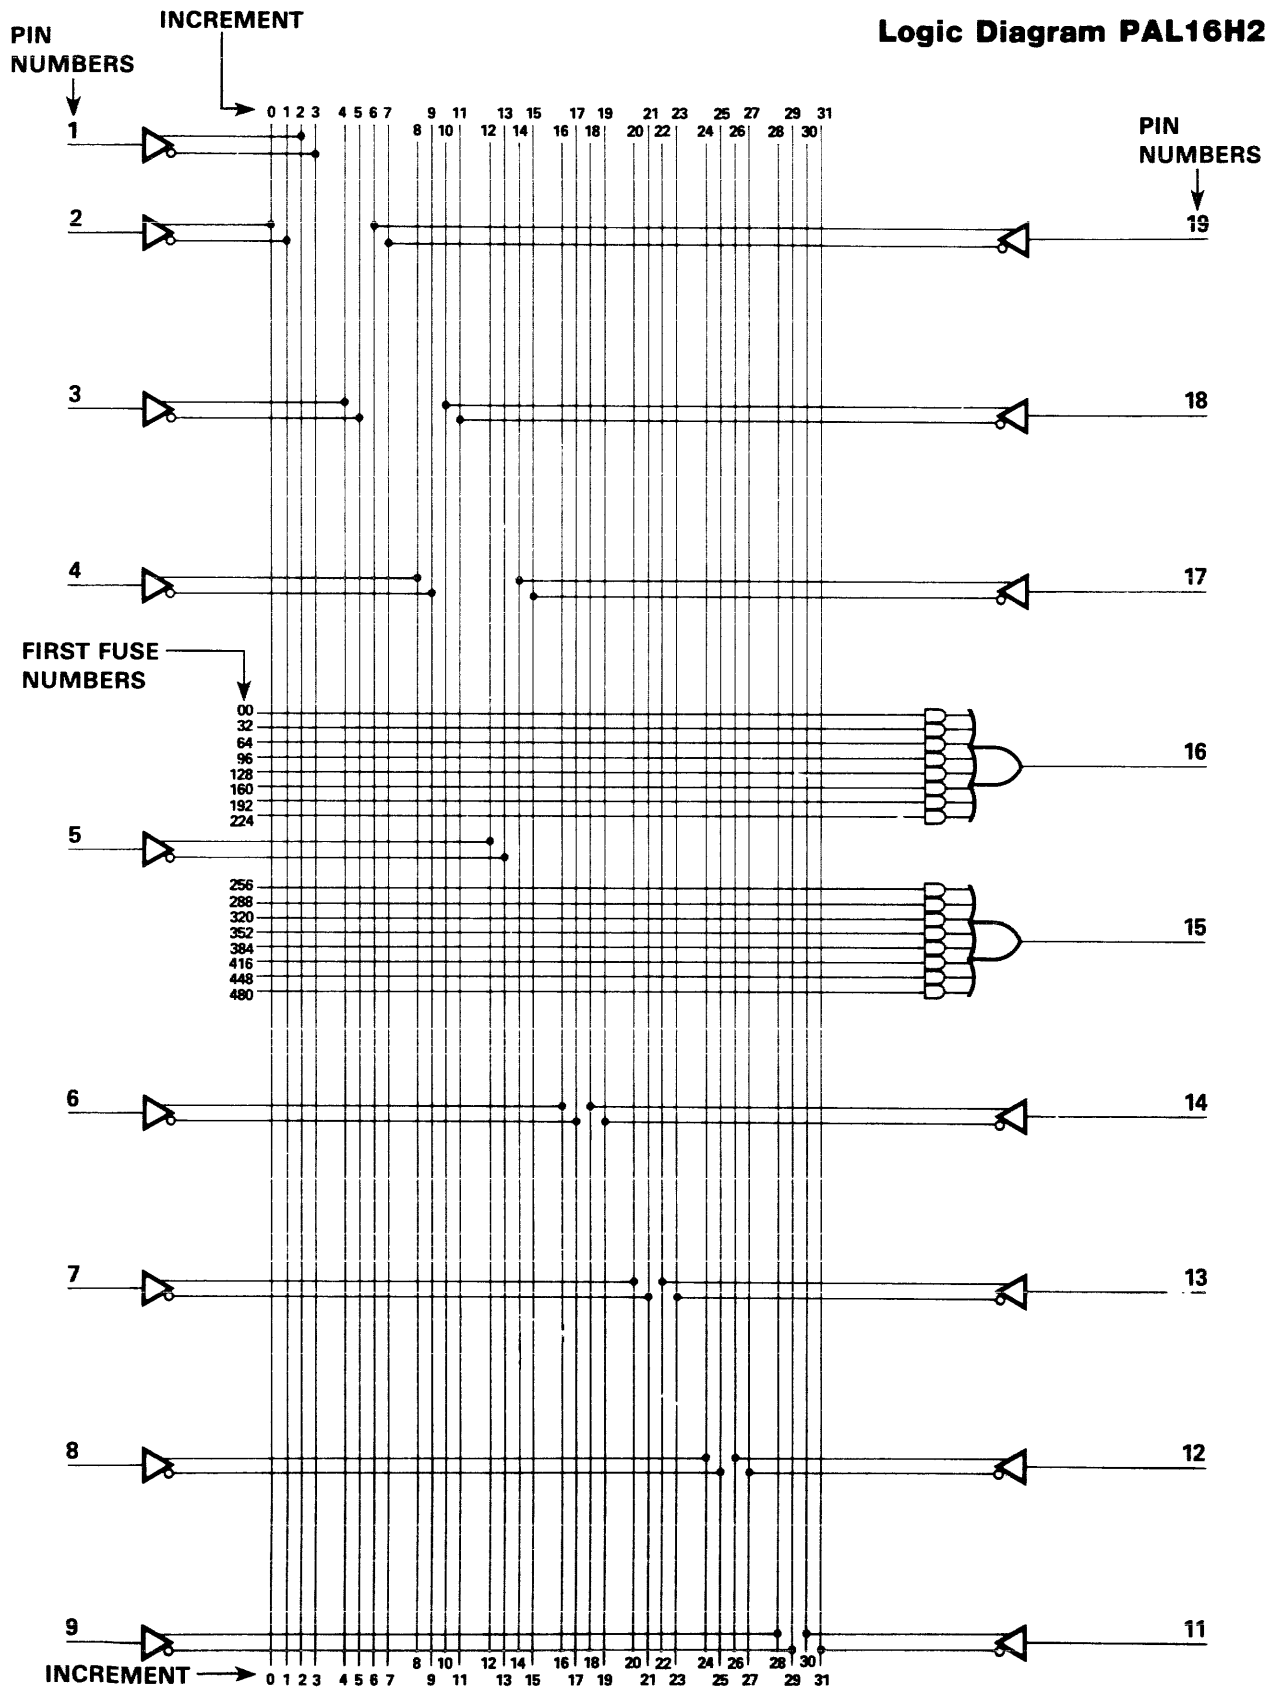 INCREMENT
Logic Diagram PAL16H2
PIN
NUMBERS
0 1 2 3 4 5 6 7 9 11 13 15 17 19 21 23 25 27 29 31
8 10 12 14 16 18 20 22 24 26 28 30
1
PIN
NUMBERS
2
19
3
18
4
17
FIRST FUSE
NUMBERS
00
32
64
96
128
160
192
224
16
5
256
288
320
352
384
416
448
480
15
6
14
7
13
8
12
9
11
INCREMENT
8 10 12 14 16 18 20 22 24 26 28 30
0 1 2 3 4 5 6 7 9 11 13 15 17 19 21 23 25 27 29 31